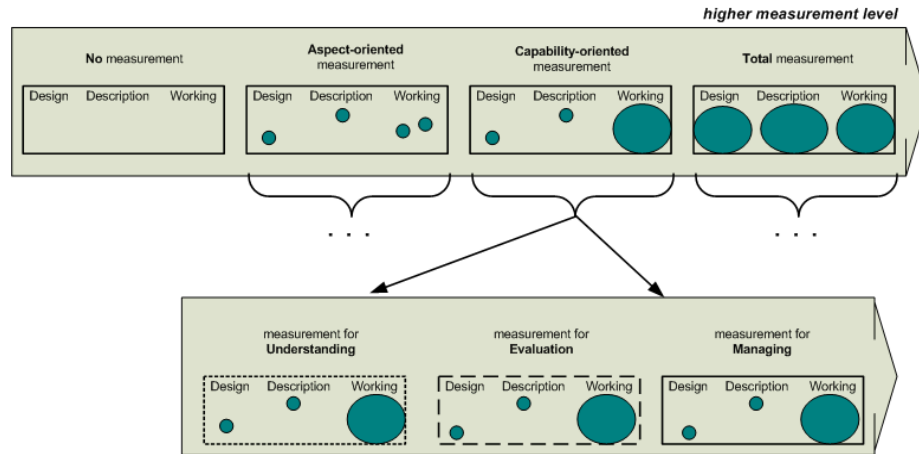 higher measurement level
No measurement
Aspect-oriented
measurement
Capability-oriented
measurement
Total measurement
Design Description Working
Design Description Working
Design Description Working
Design Description Working
. . .
. . .
measurement for
Understanding
measurement for
Evaluation
measurement for
Managing
Design Description Working
Design Description Working
Design Description Working